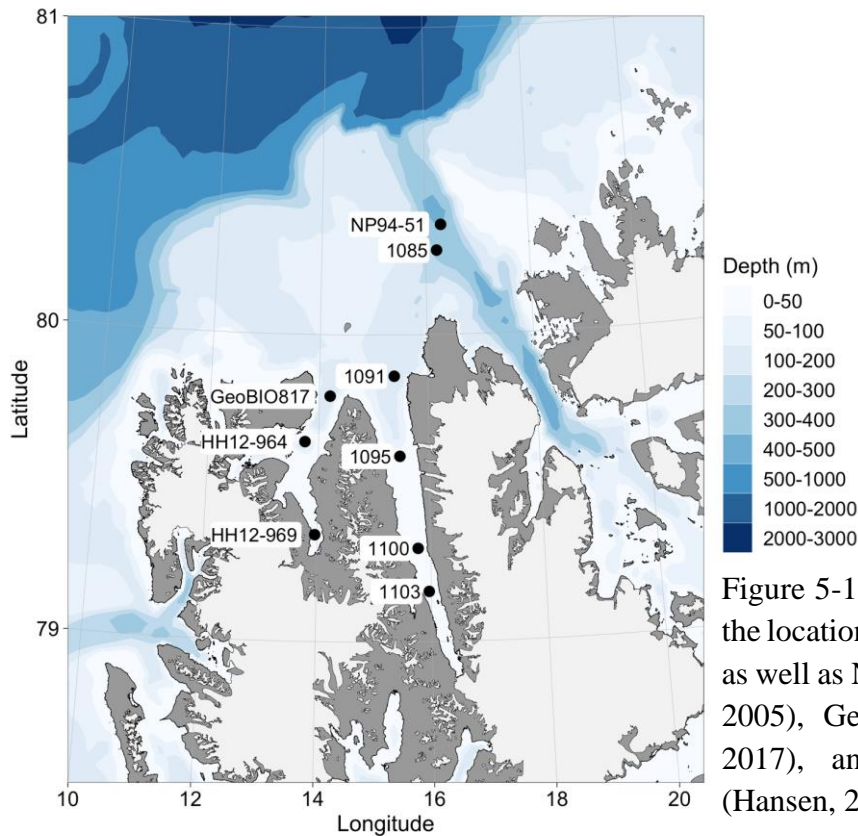 81
80
79
Latitude
10
12
14
16
18
20
Longitude
NP94-51
1085
1091
GeoBIO817
HH12-964
1095
HH12-969
1100
1103
Depth (m)
0-50
50-100
100-200
200-300
300-400
400-500
500-1000
1000-2000
2000-3000
Figure 5-1
the location
as well as
2005), Ge
2017), an
(Hansen, 2